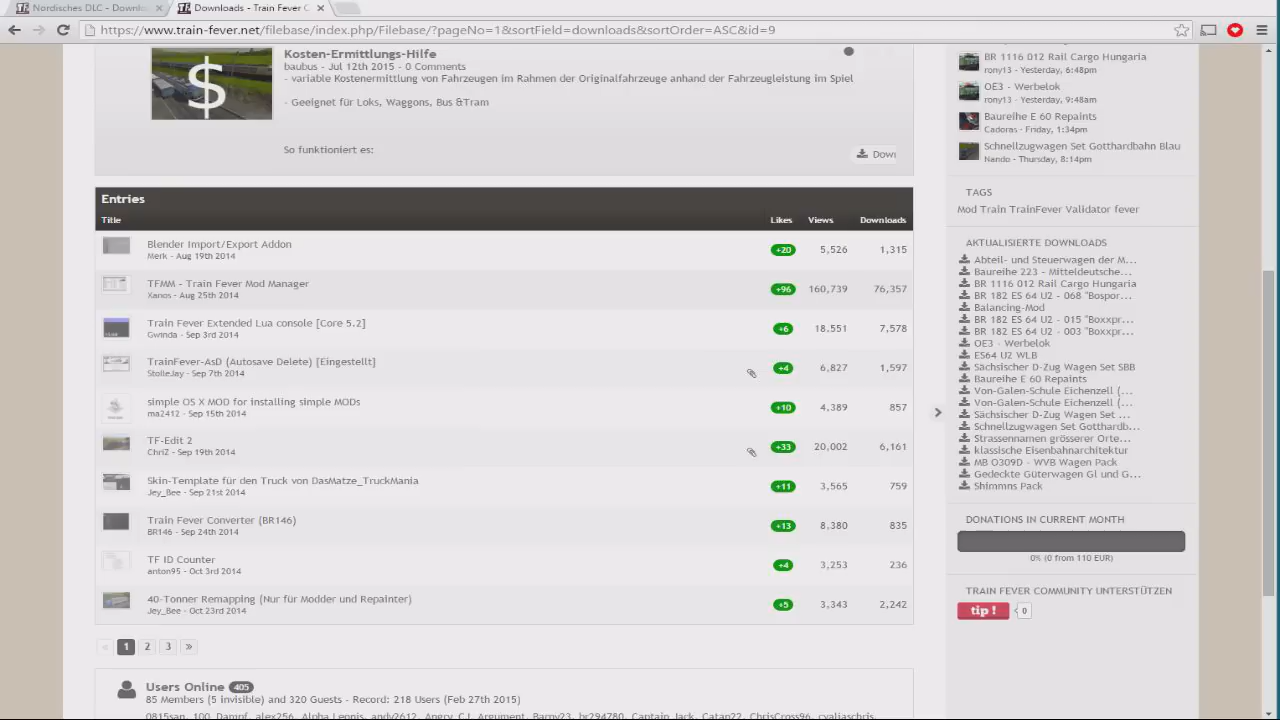 Nordisches DLC - Downlo
Downloads - Train Fever C
https://www.train-fever.net/filebase/index.php/Filebase/?pageNo=1&sortField=downloads&sortOrder=ASC&id=9
$
Kosten-Ermittlungs-Hilfe
baubus - Jul 12th 2015 - 0 Comments
- variable Kostenermittlung von Fahrzeugen im Rahmen der Originalfahrzeuge anhand der Fahrzeugleistung im Spiel
- Geeignet für Loks, Waggons, Bus &Tram
So funktioniert es:
Down
Entries
Title Likes Views Downloads
Blender Import/Export Addon
Merk - Aug 19th 2014
+20 5,526 1,315
TFMM - Train Fever Mod Manager
Xanos - Aug 25th 2014
+96 160,739 76,357
Train Fever Extended Lua console [Core 5.2]
Gwinda - Sep 3rd 2014
+6 18,551 7,578
TrainFever-AsD (Autosave Delete) [Eingestellt]
StolleJay - Sep 7th 2014
+4 6,827 1,597
simple OS X MOD for installing simple MODs
ma2412 - Sep 15th 2014
+10 4,389 857
TF-Edit 2
ChriZ - Sep 19th 2014
+33 20,002 6,161
Skin-Template für den Truck von DasMatze_TruckMania
Jey_Bee - Sep 21st 2014
+11 3,565 759
Train Fever Converter (BR146)
BR146 - Sep 24th 2014
+13 8,380 835
TF ID Counter
anton95 - Oct 3rd 2014
+4 3,253 236
40-Tonner Remapping (Nur für Modder und Repainter)
Jey_Bee - Oct 23rd 2014
+5 3,343 2,242
« 1 2 3 »
Users Online 405
85 Members (5 invisible) and 320 Guests - Record: 218 Users (Feb 27th 2015)
0815san, 100, Dampf, alex256, Alpha Leonis, andy2612, Angry_CJ, Argument, Barny23, br294780, Captain Jack, Catan22, ChrisCross96, cyaliaschris,
BR 1116 012 Rail Cargo Hungaria
rony13 - Yesterday, 6:48pm
OE3 - Werbelok
rony13 - Yesterday, 9:48am
Baureihe E 60 Repaints
Cadoras - Friday, 1:34pm
Schnellzugwagen Set Gotthardbahn Blau
Nando - Thursday, 8:14pm
TAGS
Mod Train TrainFever Validator fever
AKTUALISIERTE DOWNLOADS
Abteil- und Steuerwagen der M...
Baureihe 223 - Mitteldeutsche...
BR 1116 012 Rail Cargo Hungaria
BR 182 ES 64 U2 - 068 "Bospor...
Balancing-Mod
BR 182 ES 64 U2 - 015 "Boxxpr...
BR 182 ES 64 U2 - 003 "Boxxpr...
OE3 - Werbelok
ES64 U2 WLB
Sächsischer D-Zug Wagen Set SBB
Baureihe E 60 Repaints
Von-Galen-Schule Eichenzell (...
Von-Galen-Schule Eichenzell (...
Sächsischer D-Zug Wagen Set ...
Schnellzugwagen Set Gotthardb...
Strassennamen grösserer Orte...
klassische Eisenbahnarchitektur
MB O309D - WVB Wagen Pack
Gedeckte Güterwagen Gl und G...
Shimmns Pack
DONATIONS IN CURRENT MONTH
0% (0 from 110 EUR)
TRAIN FEVER COMMUNITY UNTERSTÜTZEN
tip! 0